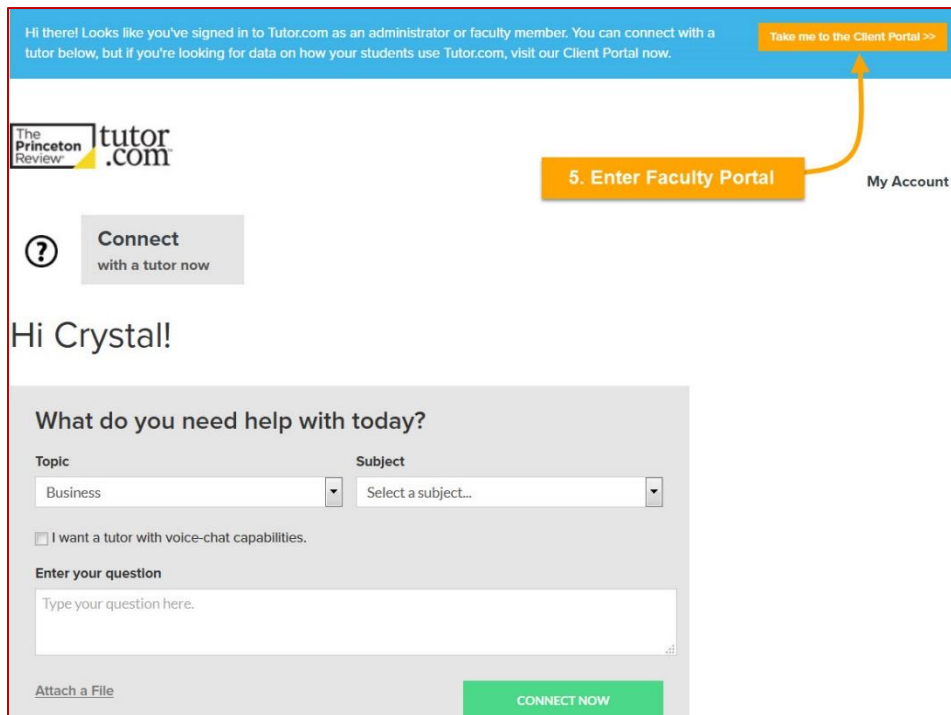 Hi there! Looks like you've signed in to Tutor.com as an administrator or faculty member. You can connect with a
tutor below, but if you're looking for data on how your students use Tutor.com, visit our Client Portal now.
Take me to the Client Portal >>
The
Princeton
Review
tutor
.com
5. Enter Faculty Portal
My Account
?
Connect
with a tutor now
Hi Crystal!
What do you need help with today?
Topic
Subject
Business
Select a subject...
I want a tutor with voice-chat capabilities.
Enter your question
Type your question here.
Attach a File
CONNECT NOW